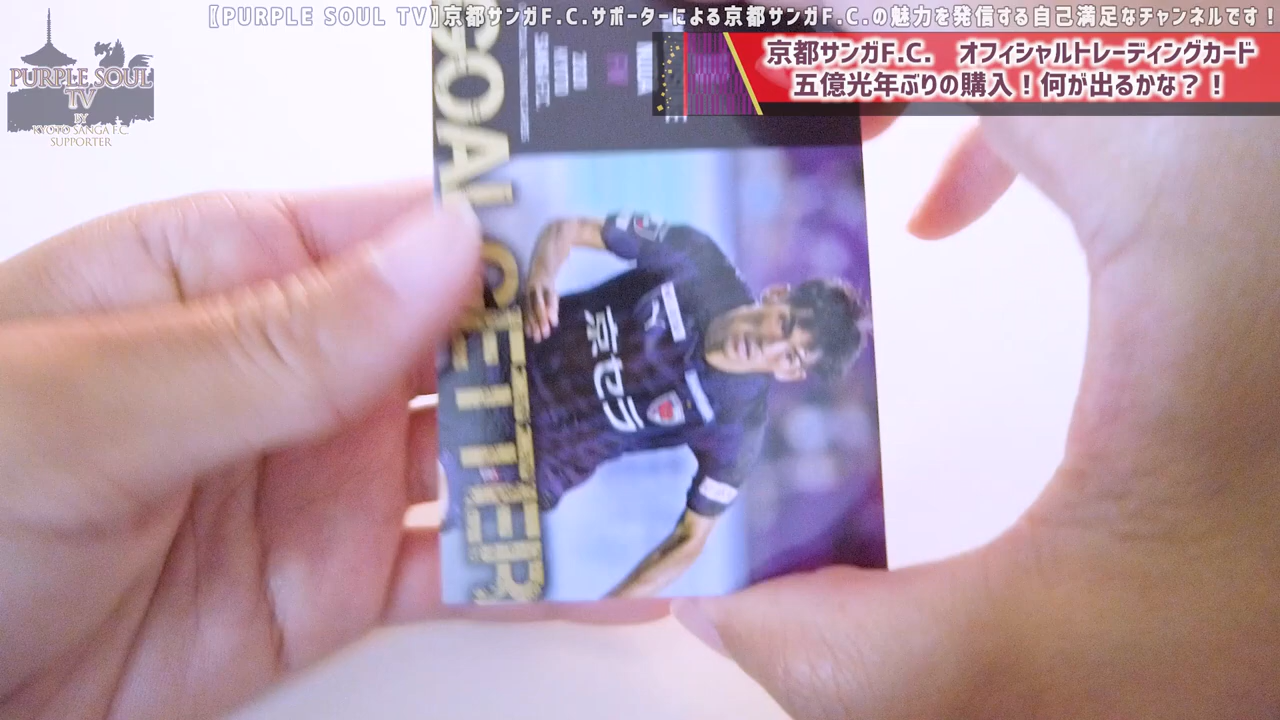 【PURPLE SOUL TV】京都サンガF.C.サポーターによる京都サンガF.C.の魅力を発信する自己満足なチャンネルです！
京都サンガF.C.　オフィシャルトレーディングカード
五億光年ぶりの購入！何が出るかな？！
PURPLE SOUL
TV
BY
KYOTO SANGA F.C.
SUPPORTER
GOAL GETTER
京セラ